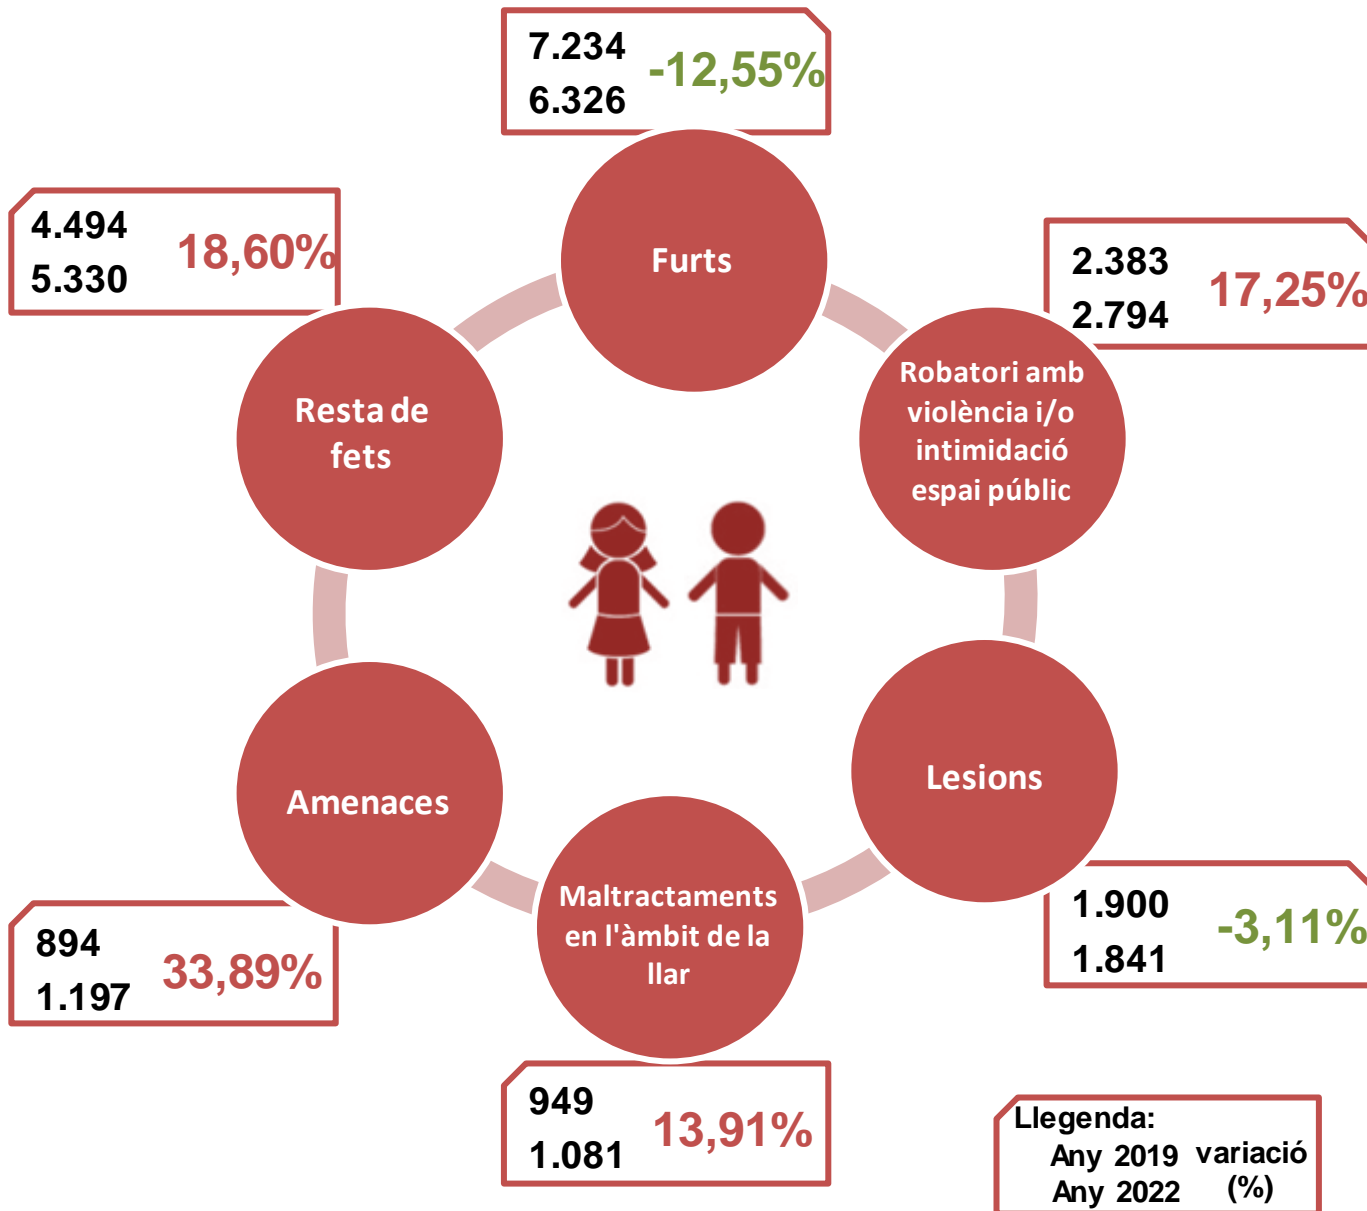 7.234
6.326
-12,55%
Furts
4.494
5.330
18,60%
Resta de
fets
2.383
2.794
17,25%
Robatori amb
violència i/o
intimidació
espai públic
Lesions
1.900
1.841
-3,11%
Amenaces
894
1.197
33,89%
Maltractaments
en l'àmbit de la
llar
949
1.081
13,91%
Llegenda:
Any 2019 variació
Any 2022 (%)